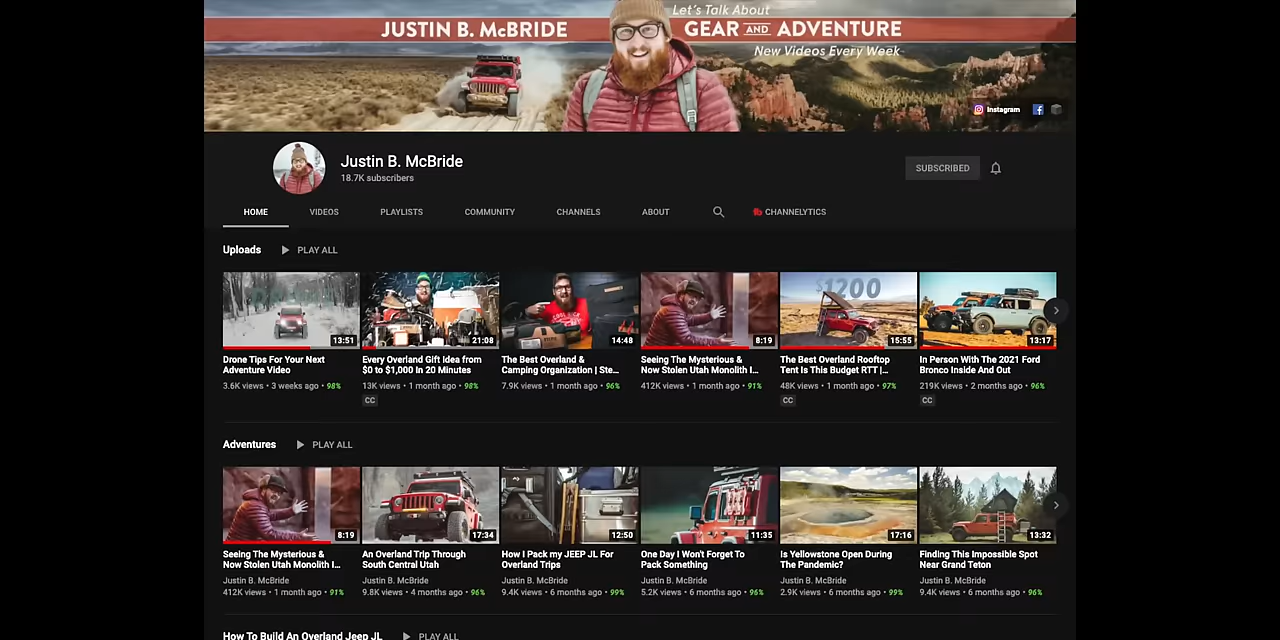 Let's Talk About
JUSTIN B. McBRIDE
GEAR AND ADVENTURE
New Videos Every Week
Instagram
Justin B. McBride
18.7K subscribers
SUBSCRIBED
HOME VIDEOS PLAYLISTS COMMUNITY CHANNELS ABOUT CHANNELYTICS
Uploads PLAY ALL
$1200
13:51 21:08 14:48 8:19 15:55 13:17
Drone Tips For Your Next
Adventure Video
3.6K views • 3 weeks ago • 98%
Every Overland Gift Idea from
$0 to $1,000 In 20 Minutes
13K views • 1 month ago • 98%
CC
The Best Overland &
Camping Organization | Ste...
7.9K views • 1 month ago • 96%
Seeing The Mysterious &
Now Stolen Utah Monolith I...
412K views • 1 month ago • 91%
The Best Overland Rooftop
Tent Is This Budget RTT |...
48K views • 1 month ago • 97%
CC
In Person With The 2021 Ford
Bronco Inside And Out
219K views • 2 months ago • 96%
CC
Adventures PLAY ALL
8:19 17:34 12:50 11:35 17:16 13:32
Seeing The Mysterious &
Now Stolen Utah Monolith I...
Justin B. McBride
412K views • 1 month ago • 91%
An Overland Trip Through
South Central Utah
Justin B. McBride
9.8K views • 4 months ago • 96%
How I Pack my JEEP JL For
Overland Trips
Justin B. McBride
9.4K views • 6 months ago • 99%
One Day I Won't Forget To
Pack Something
Justin B. McBride
5.2K views • 6 months ago • 96%
Is Yellowstone Open During
The Pandemic?
Justin B. McBride
2.9K views • 6 months ago • 99%
Finding This Impossible Spot
Near Grand Teton
Justin B. McBride
9.4K views • 6 months ago • 96%
How To Build An Overland Jeep JL PLAY ALL